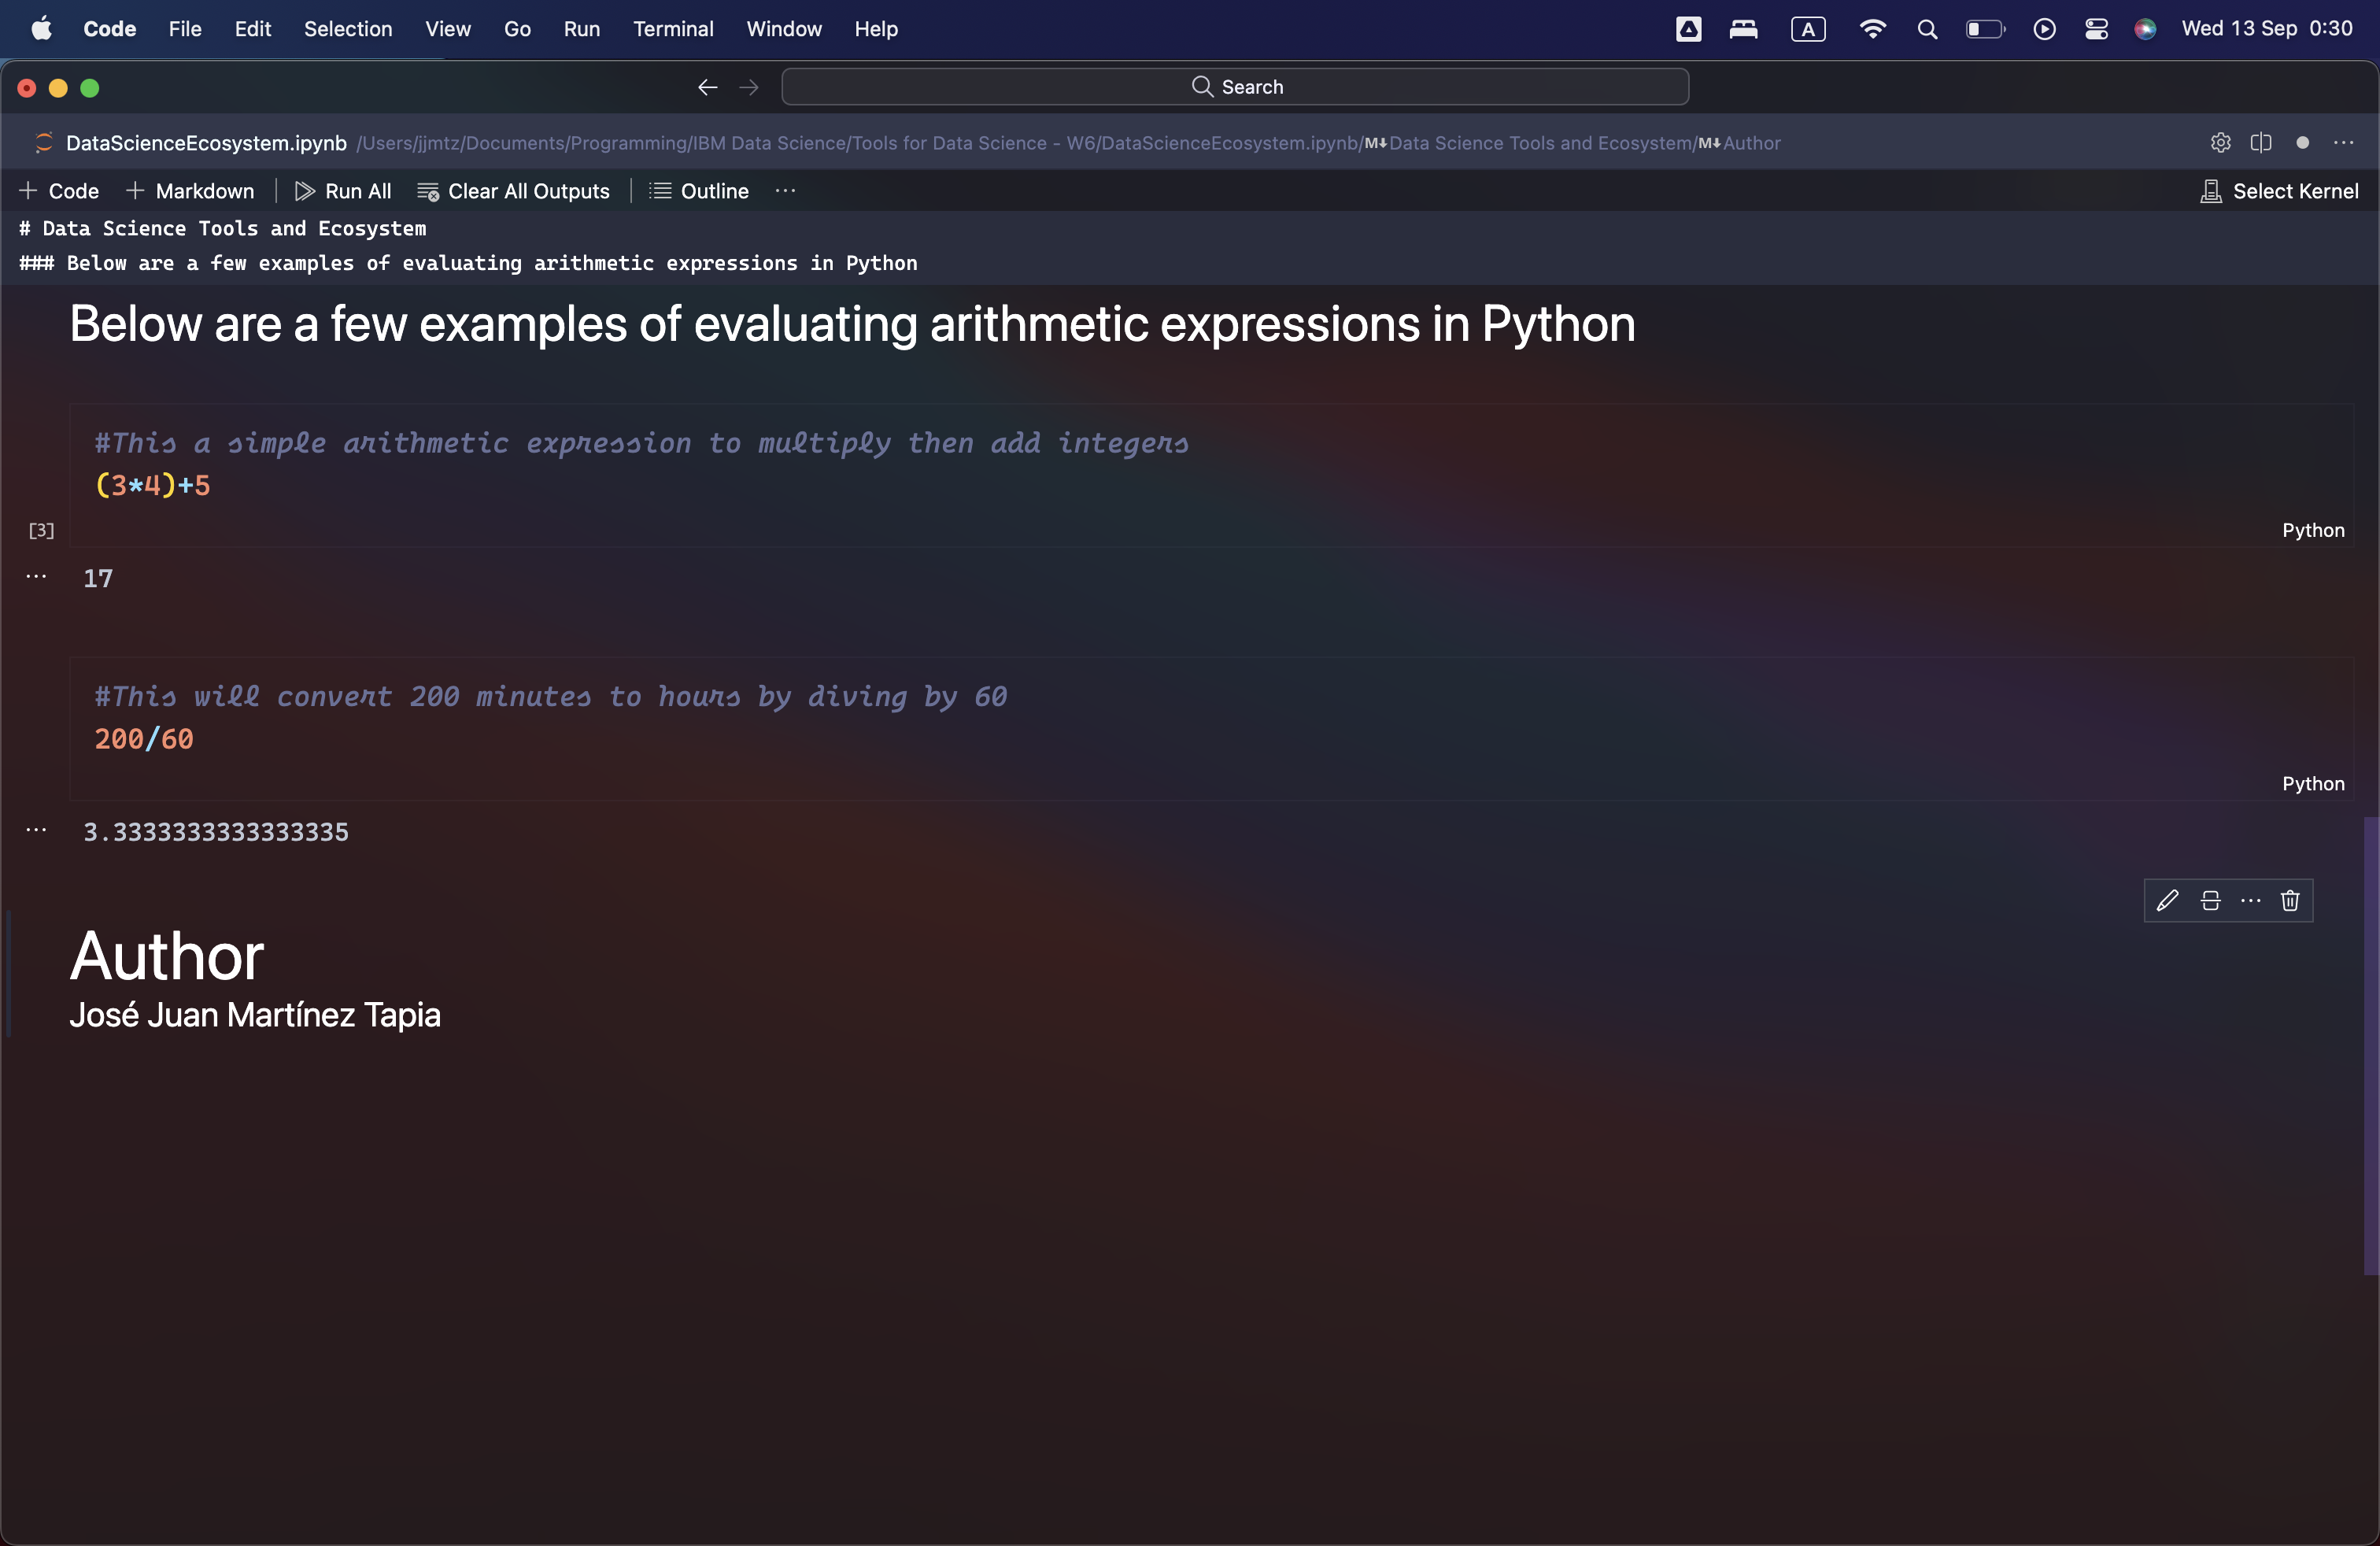 Code File Edit Selection View Go Run Terminal Window Help A Wed 13 Sep 0:30
Search
DataScienceEcosystem.ipynb /Users/jjmtz/Documents/Programming/IBM Data Science/Tools for Data Science - W6/DataScienceEcosystem.ipynb/M↓Data Science Tools and Ecosystem/M↓Author ···
+ Code + Markdown Run All Clear All Outputs Outline ··· Select Kernel
# Data Science Tools and Ecosystem
### Below are a few examples of evaluating arithmetic expressions in Python
Below are a few examples of evaluating arithmetic expressions in Python
#This a simple arithmetic expression to multiply then add integers
(3*4)+5
[3] Python
··· 17
#This will convert 200 minutes to hours by diving by 60
200/60
Python
··· 3.3333333333333335
Author
José Juan Martínez Tapia